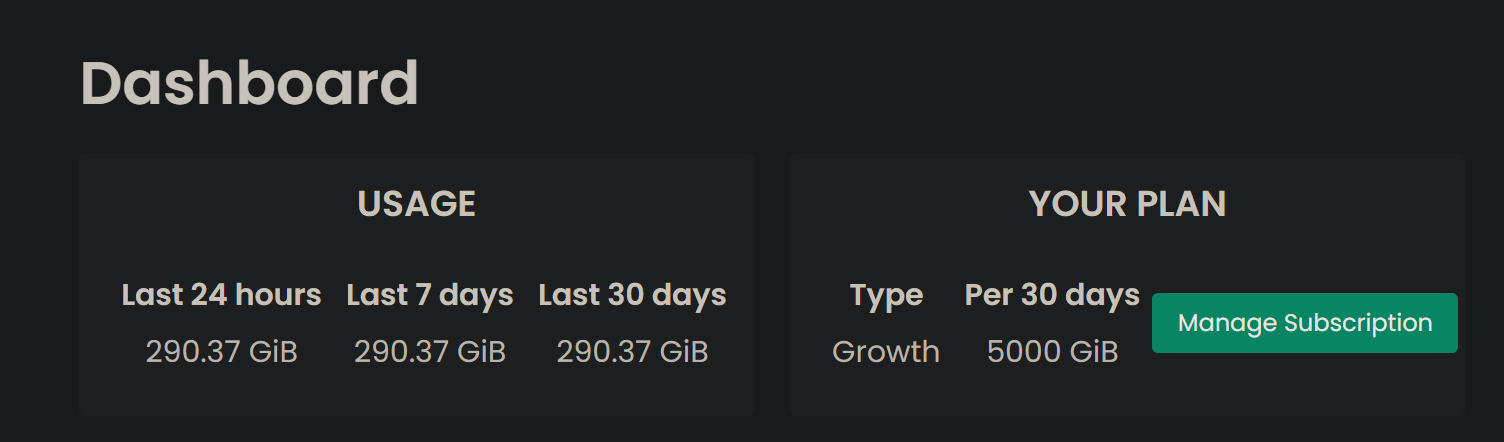 Dashboard
USAGE
Last 24 hours Last 7 days Last 30 days
290.37 GiB 290.37 GiB 290.37 GiB
YOUR PLAN
Type Per 30 days
Growth 5000 GiB
Manage Subscription